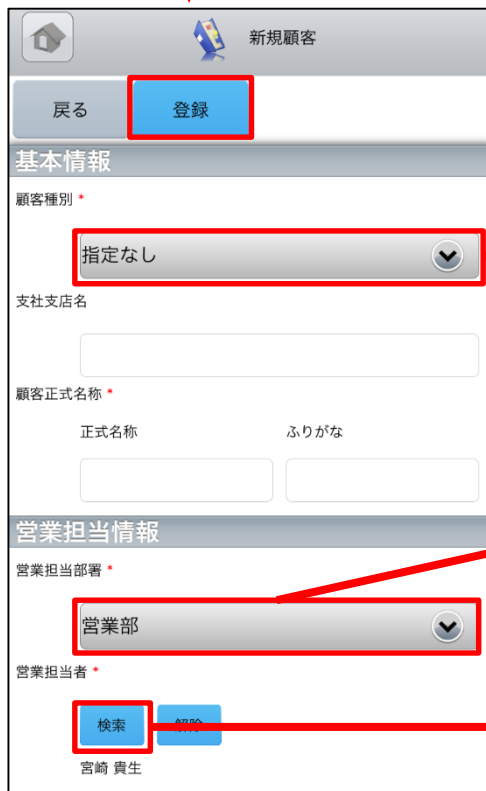 新規顧客
戻る 登録
基本情報
顧客種別 *
指定なし
支社支店名
顧客正式名称 *
正式名称 ふりがな
営業担当情報
営業担当部署 *
営業部
営業担当者 *
検索 解除
宮崎 貴生